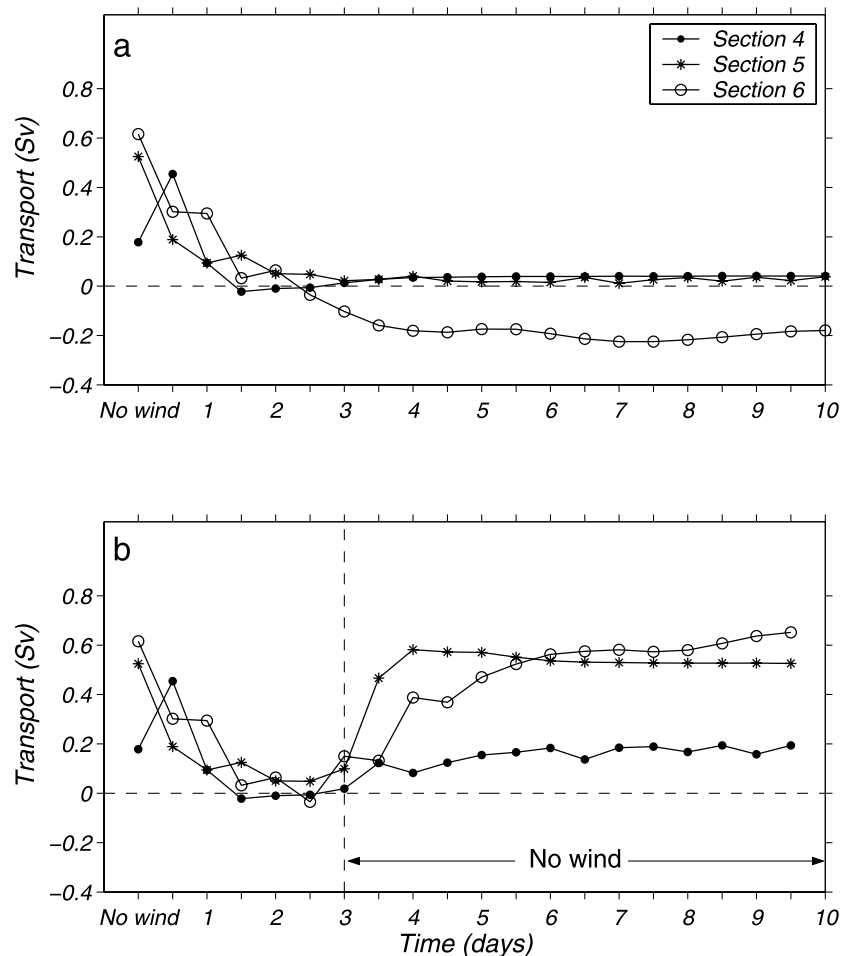 a
Section 4
Section 5
Section 6
Transport (Sv)
0.8
0.6
0.4
0.2
0
−0.2
−0.4
No wind 1 2 3 4 5 6 7 8 9 10
b
Transport (Sv)
0.8
0.6
0.4
0.2
0
−0.2
−0.4
No wind
No wind 1 2 3 4 5 6 7 8 9 10
Time (days)